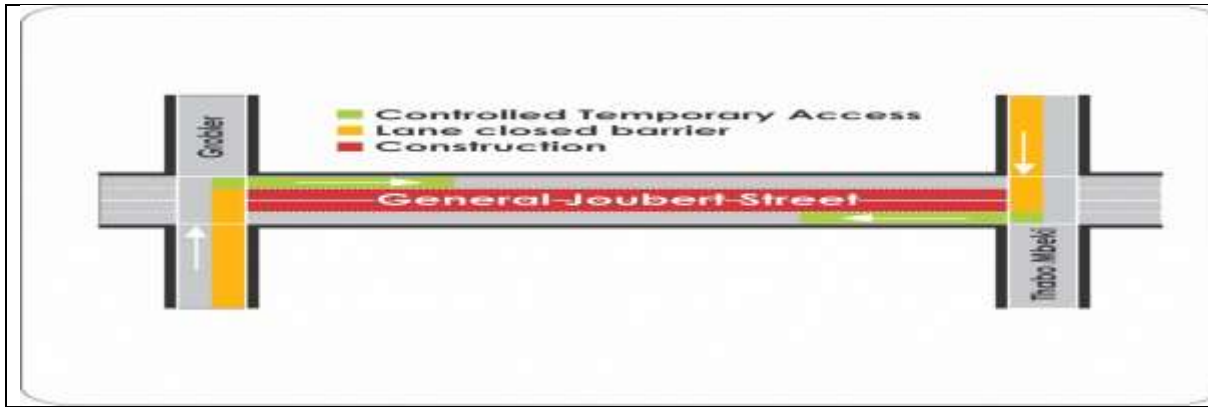 Grobler
Controlled Temporary Access
Lane closed barrier
Construction
General Joubert Street
Thabo Mbeki